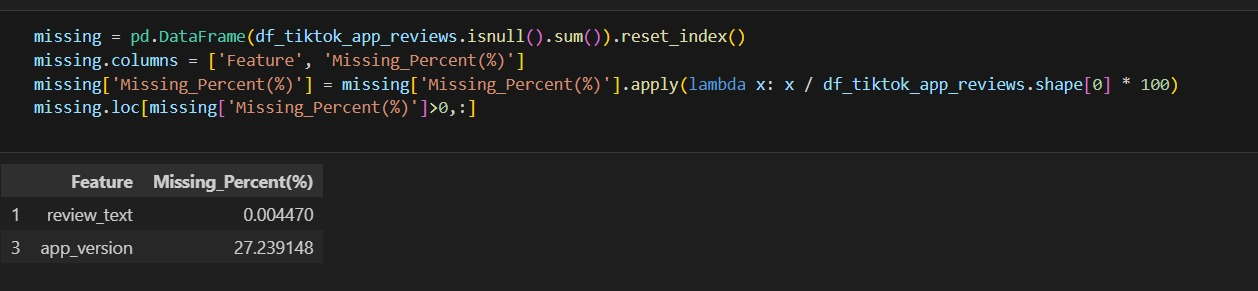 missing = pd.DataFrame(df_tiktok_app_reviews.isnull().sum()).reset_index()
missing.columns = ['Feature', 'Missing_Percent(%)']
missing['Missing_Percent(%)'] = missing['Missing_Percent(%)'].apply(lambda x: x / df_tiktok_app_reviews.shape[0] * 100)
missing.loc[missing['Missing_Percent(%)']>0,:]
Feature Missing_Percent(%)
1 review_text 0.004470
3 app_version 27.239148